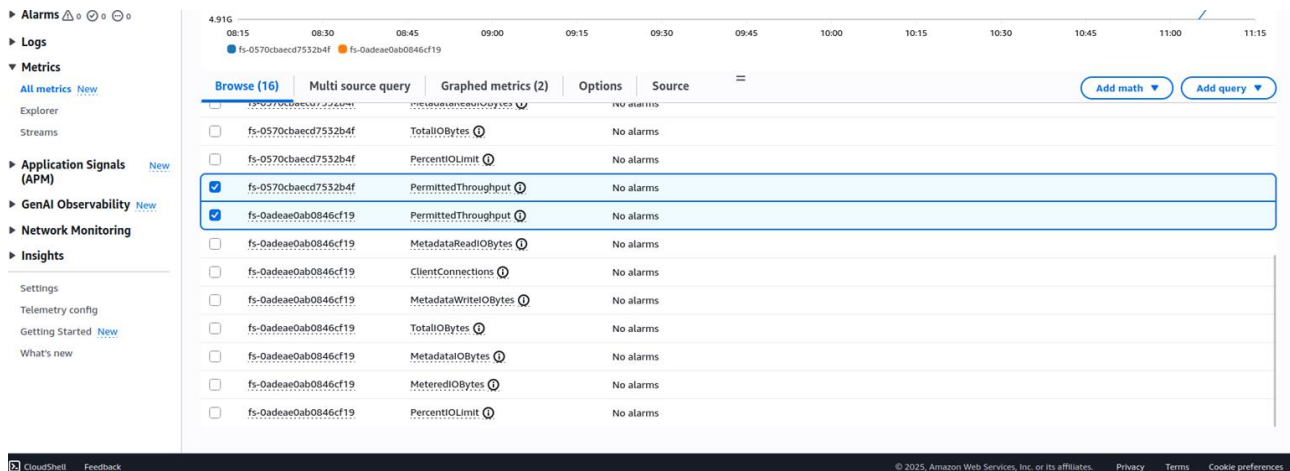 Alarms 0 0 0
Logs
Metrics
All metrics New
Explorer
Streams
Application Signals (APM) New
GenAI Observability New
Network Monitoring
Insights
Settings
Telemetry config
Getting Started New
What's new
4.91G
08:15 08:30 08:45 09:00 09:15 09:30 09:45 10:00 10:15 10:30 10:45 11:00 11:15
fs-0570cbaecd7532b4f fs-0adeae0ab0846cf19
Browse (16) Multi source query Graphed metrics (2) Options Source = Add math Add query
fs-0570cbaecd7532b4f MetadataReadIOBytes No alarms
fs-0570cbaecd7532b4f TotalIOBytes No alarms
fs-0570cbaecd7532b4f PercentIOLimit No alarms
fs-0570cbaecd7532b4f PermittedThroughput No alarms
fs-0adeae0ab0846cf19 PermittedThroughput No alarms
fs-0adeae0ab0846cf19 MetadataReadIOBytes No alarms
fs-0adeae0ab0846cf19 ClientConnections No alarms
fs-0adeae0ab0846cf19 MetadataWriteIOBytes No alarms
fs-0adeae0ab0846cf19 TotalIOBytes No alarms
fs-0adeae0ab0846cf19 MetadataIOBytes No alarms
fs-0adeae0ab0846cf19 MeteredIOBytes No alarms
fs-0adeae0ab0846cf19 PercentIOLimit No alarms
CloudShell Feedback © 2025, Amazon Web Services, Inc. or its affiliates. Privacy Terms Cookie preferences